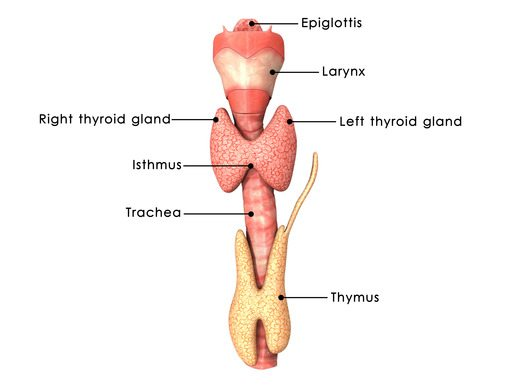 Epiglottis
Larynx
Right thyroid gland
Left thyroid gland
Isthmus
Trachea
Thymus